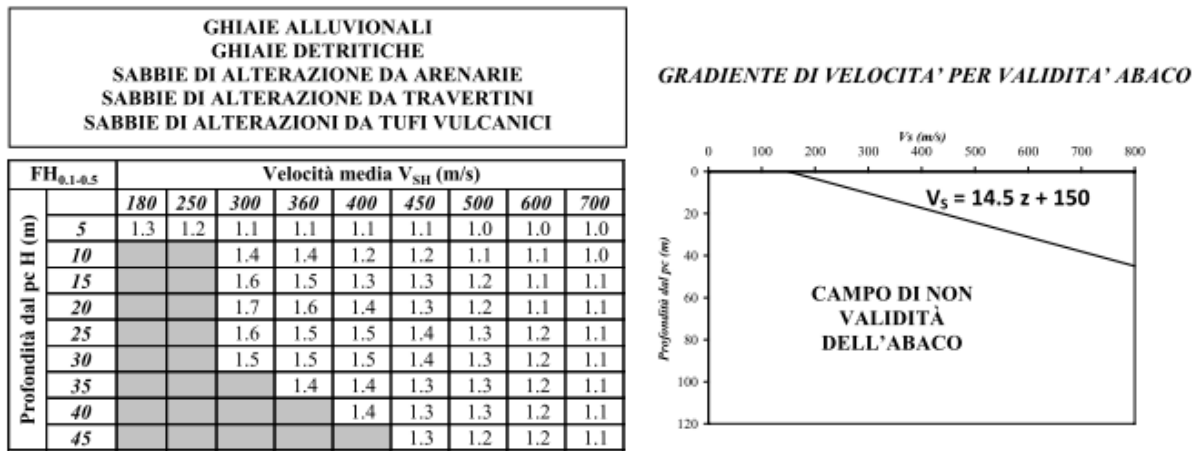 GHIAIE ALLUVIONALI
GHIAIE DETRITICHE
SABBIE DI ALTERAZIONE DA ARENARIE
SABBIE DI ALTERAZIONE DA TRAVERTINI
SABBIE DI ALTERAZIONI DA TUFI VULCANICI
FH0.1-0.5 Velocità media VSH (m/s)
180 250 300 360 400 450 500 600 700
Profondità dal pc H (m)
5 1.3 1.2 1.1 1.1 1.1 1.1 1.0 1.0 1.0
10 1.4 1.4 1.2 1.2 1.1 1.1 1.0
15 1.6 1.5 1.3 1.3 1.2 1.1 1.1
20 1.7 1.6 1.4 1.3 1.2 1.1 1.1
25 1.6 1.5 1.5 1.4 1.3 1.2 1.1
30 1.5 1.5 1.5 1.4 1.3 1.2 1.1
35 1.4 1.4 1.3 1.3 1.2 1.1
40 1.4 1.3 1.3 1.2 1.1
45 1.3 1.2 1.2 1.1
GRADIENTE DI VELOCITA' PER VALIDITA' ABACO
Vs (m/s)
0 100 200 300 400 500 600 700 800
VS = 14.5 z + 150
Profondità dal pc (m)
0
20
40
60
80
100
120
CAMPO DI NON
VALIDITÀ
DELL'ABACO